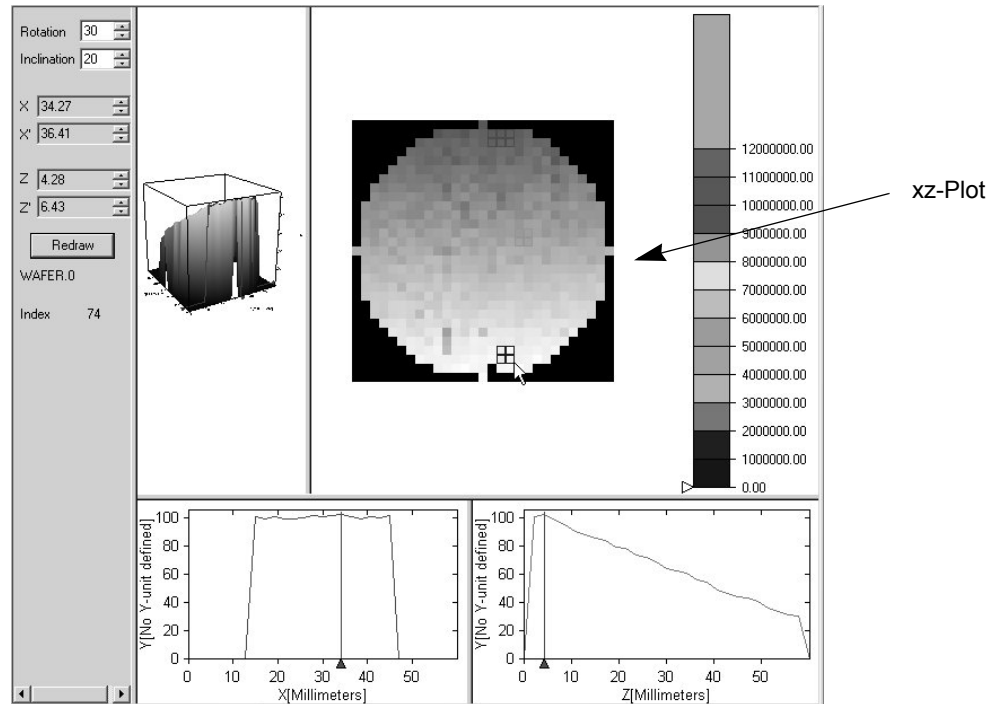 Rotation 30
Inclination 20
X 34.27
X' 36.41
Z 4.28
Z' 6.43
Redraw
WAFER.0
Index 74
12000000.00
11000000.00
10000000.00
9000000.00
8000000.00
7000000.00
6000000.00
5000000.00
4000000.00
3000000.00
2000000.00
1000000.00
0.00
xz-Plot
Y[No Y-unit defined]
100
80
60
40
20
0
0 10 20 30 40 50
X[Millimeters]
Y[No Y-unit defined]
100
80
60
40
20
0
0 10 20 30 40 50
Z[Millimeters]